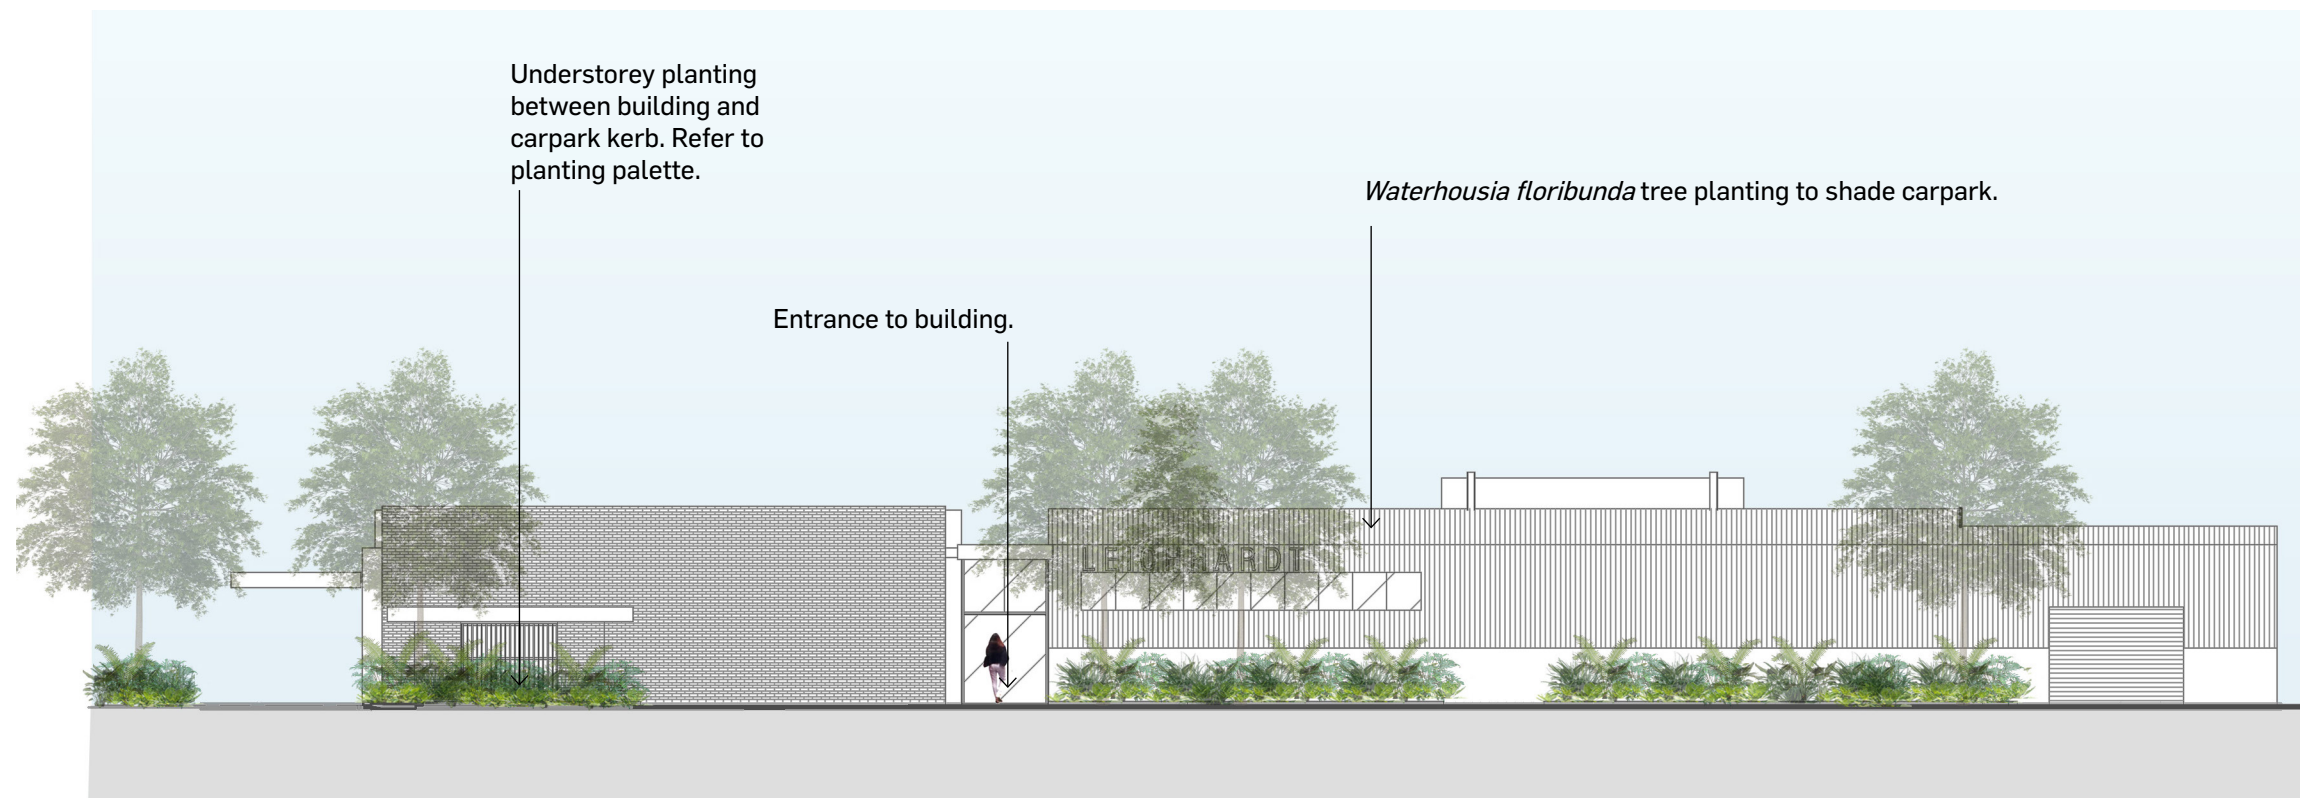 Understorey planting
between building and
carpark kerb. Refer to
planting palette.
Waterhousia floribunda tree planting to shade carpark.
Entrance to building.
LEICHHARDT